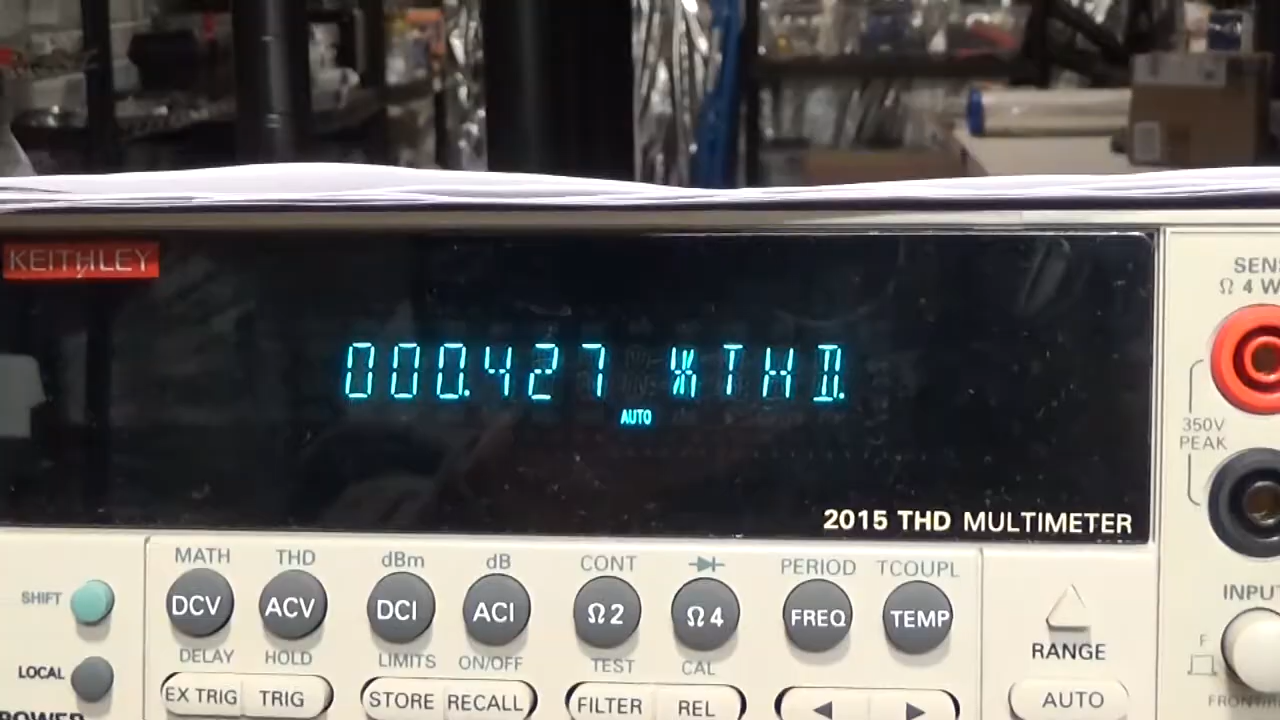 KEITHLEY
000.427 %THD.
AUTO
2015 THD MULTIMETER
SENS
Ω 4 W
350V
PEAK
INPUT
F
FRONT/
RANGE
AUTO
SHIFT
LOCAL
POWER
MATH THD dBm dB CONT PERIOD TCOUPL
DCV ACV DCI ACI Ω2 Ω4 FREQ TEMP
DELAY HOLD LIMITS ON/OFF TEST CAL
EX TRIG TRIG STORE RECALL FILTER REL